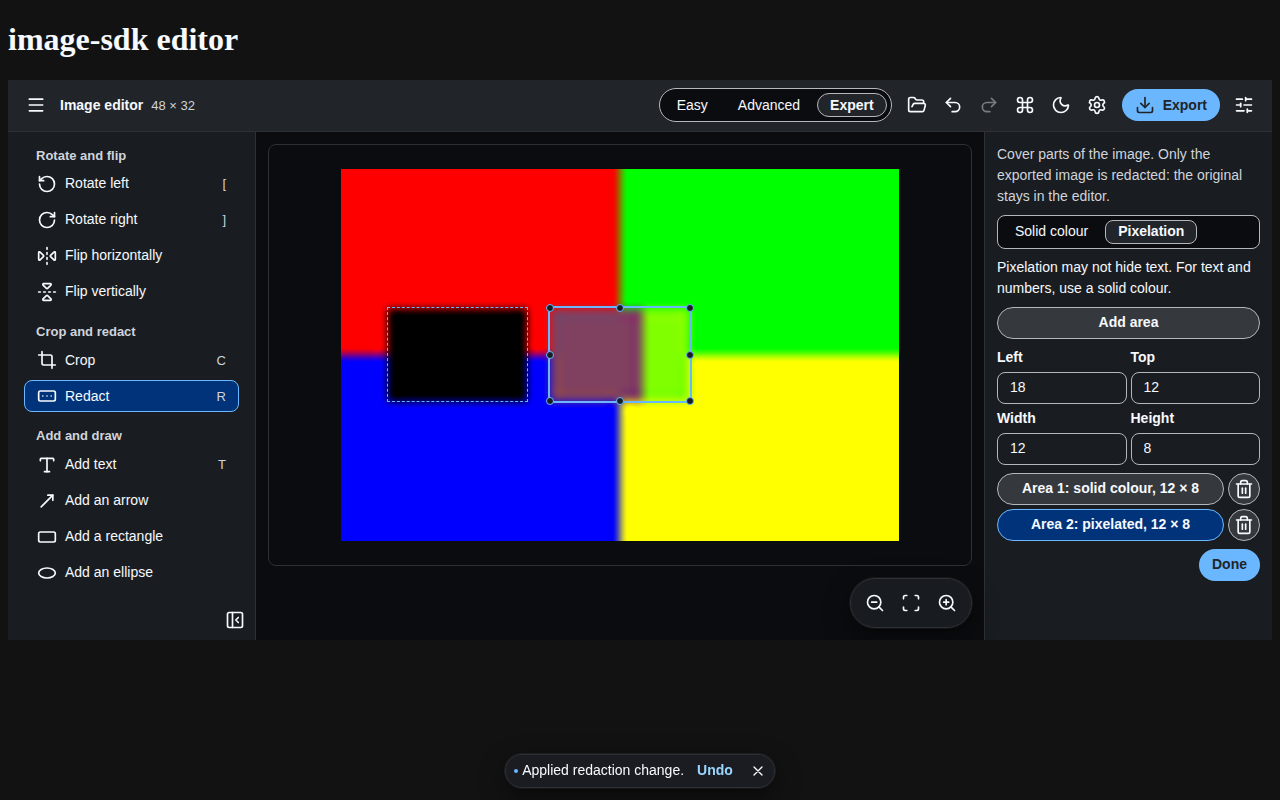 image-sdk editor
Image editor 48 × 32
Easy Advanced Expert
Export
Rotate and flip
Rotate left [
Rotate right ]
Flip horizontally
Flip vertically
Crop and redact
Crop C
Redact R
Add and draw
Add text T
Add an arrow
Add a rectangle
Add an ellipse
Cover parts of the image. Only the
exported image is redacted: the original
stays in the editor.
Solid colour Pixelation
Pixelation may not hide text. For text and
numbers, use a solid colour.
Add area
Left Top
18 12
Width Height
12 8
Area 1: solid colour, 12 × 8
Area 2: pixelated, 12 × 8
Done
Applied redaction change. Undo